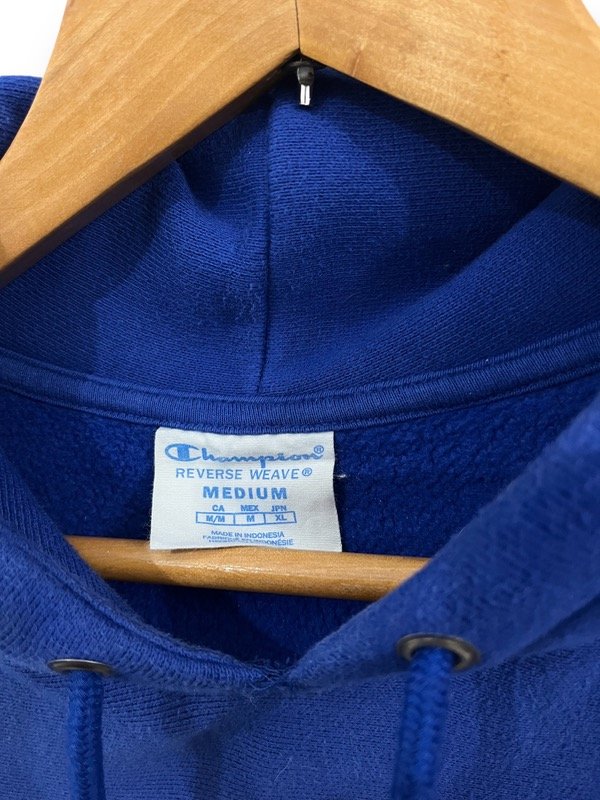 Champion®
REVERSE WEAVE®
MEDIUM
CA MEX JPN
M/M M XL
MADE IN INDONESIA